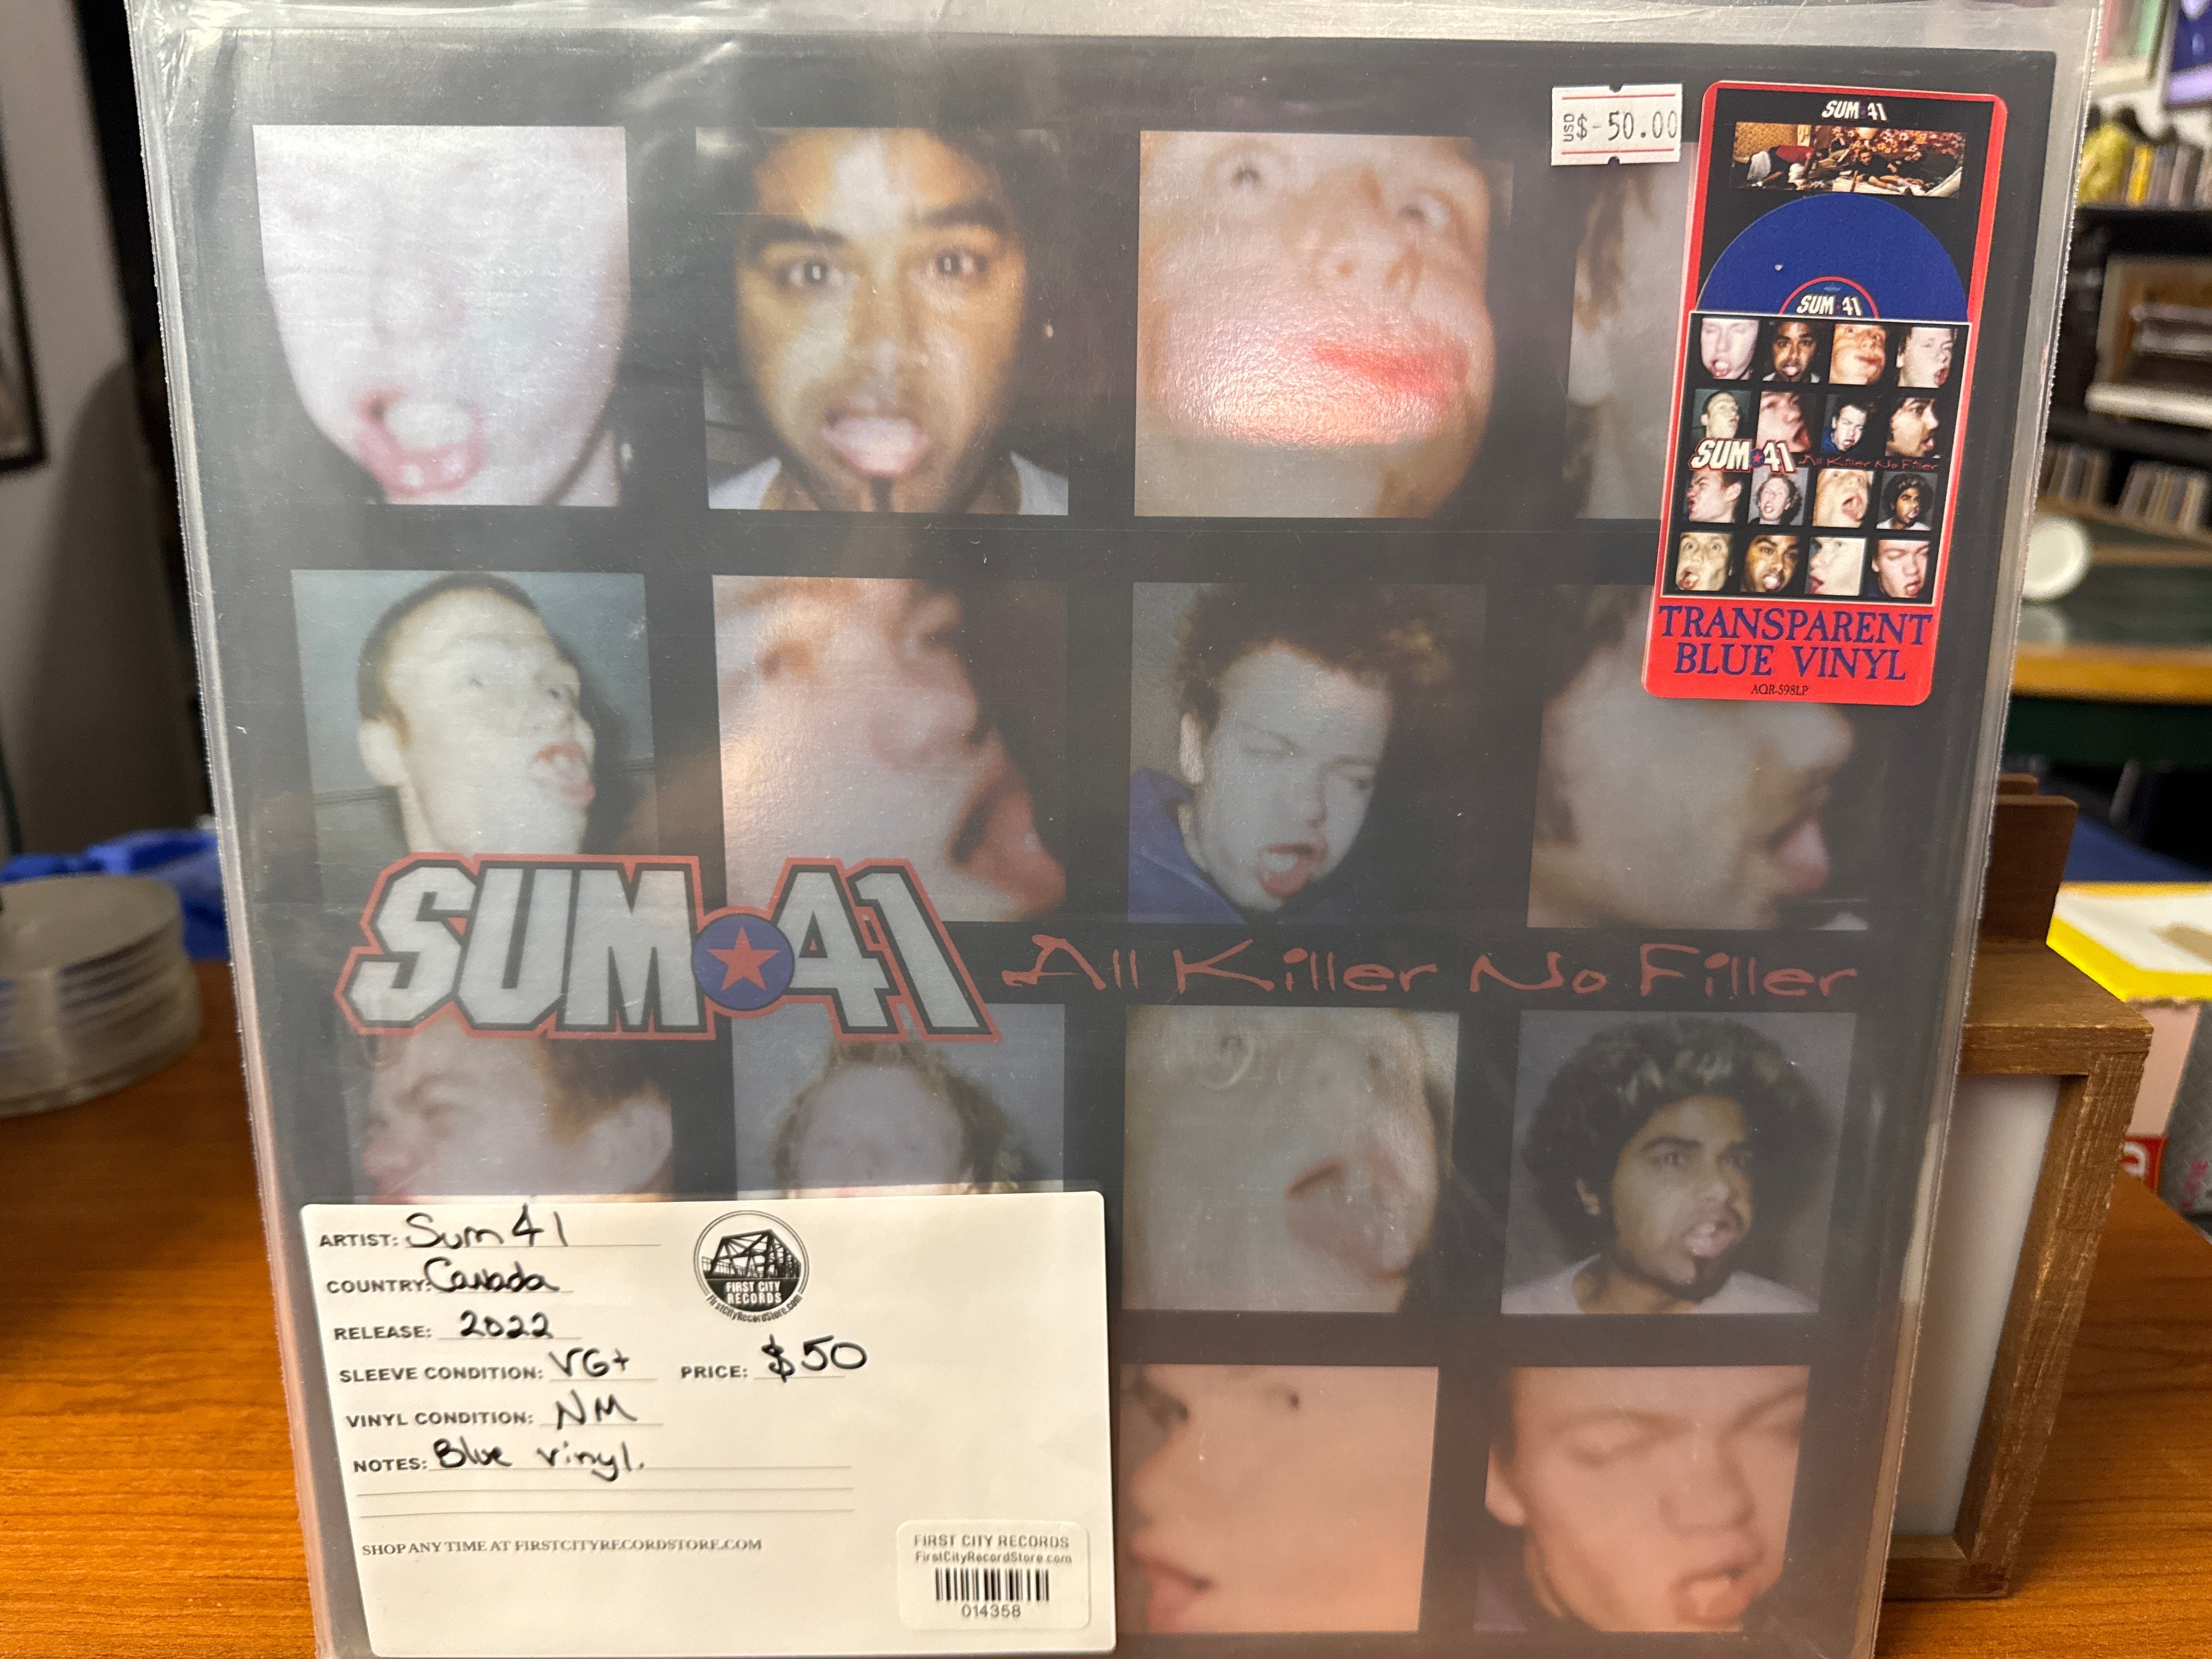 USD $-50.00
SUM 41
SUM 41
SUM 41 All Killer No Filler
TRANSPARENT
BLUE VINYL
AQR-598LP
SUM 41 All Killer No Filler
ARTIST: Sum 41
COUNTRY: Canada
RELEASE: 2022
SLEEVE CONDITION: VG+ PRICE: $50
VINYL CONDITION: NM
NOTES: Blue vinyl.
FIRST CITY
RECORDS
FirstCityRecordStore.com
SHOP ANY TIME AT FIRSTCITYRECORDSTORE.COM
FIRST CITY RECORDS
FirstCityRecordStore.com
014358